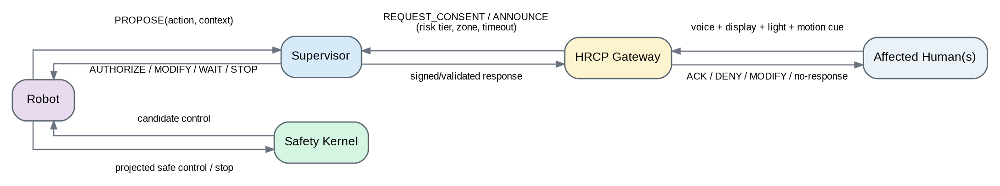 PROPOSE(action, context)
REQUEST_CONSENT / ANNOUNCE
(risk tier, zone, timeout)
voice + display + light + motion cue
Supervisor
HRCP Gateway
Affected Human(s)
AUTHORIZE / MODIFY / WAIT / STOP
signed/validated response
ACK / DENY / MODIFY / no-response
Robot
candidate control
Safety Kernel
projected safe control / stop